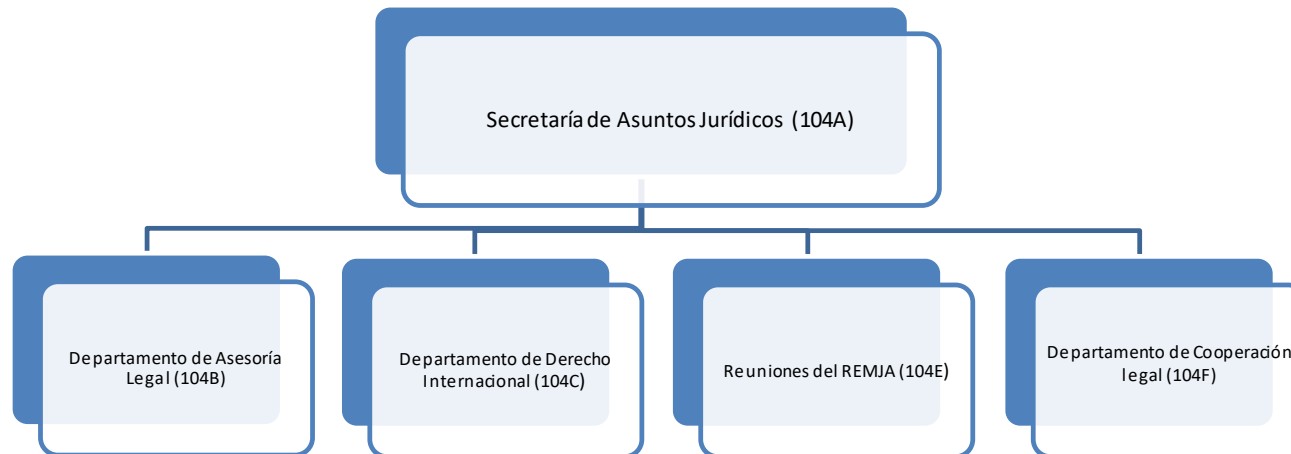 Secretaría de Asuntos Jurídicos (104A)
Departamento de Asesoría
Legal (104B)
Departamento de Derecho
Internacional (104C)
Reuniones del REMJA (104E)
Departamento de Cooperación
legal (104F)